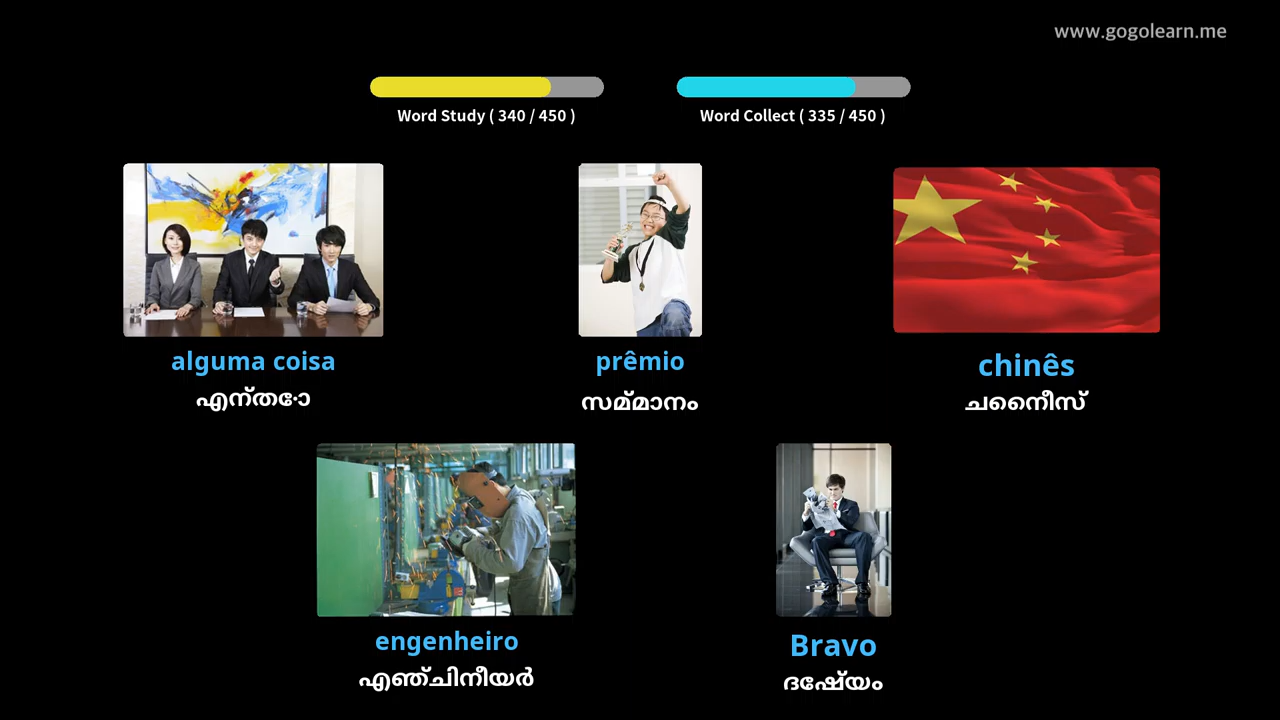 www.gogolearn.me
Word Study ( 340 / 450 )
Word Collect ( 335 / 450 )
alguma coisa
എന്തോ
prêmio
സമ്മാനം
chinês
ചൈനീസ്
engenheiro
എഞ്ചിനീയർ
Bravo
ദേഷ്യം